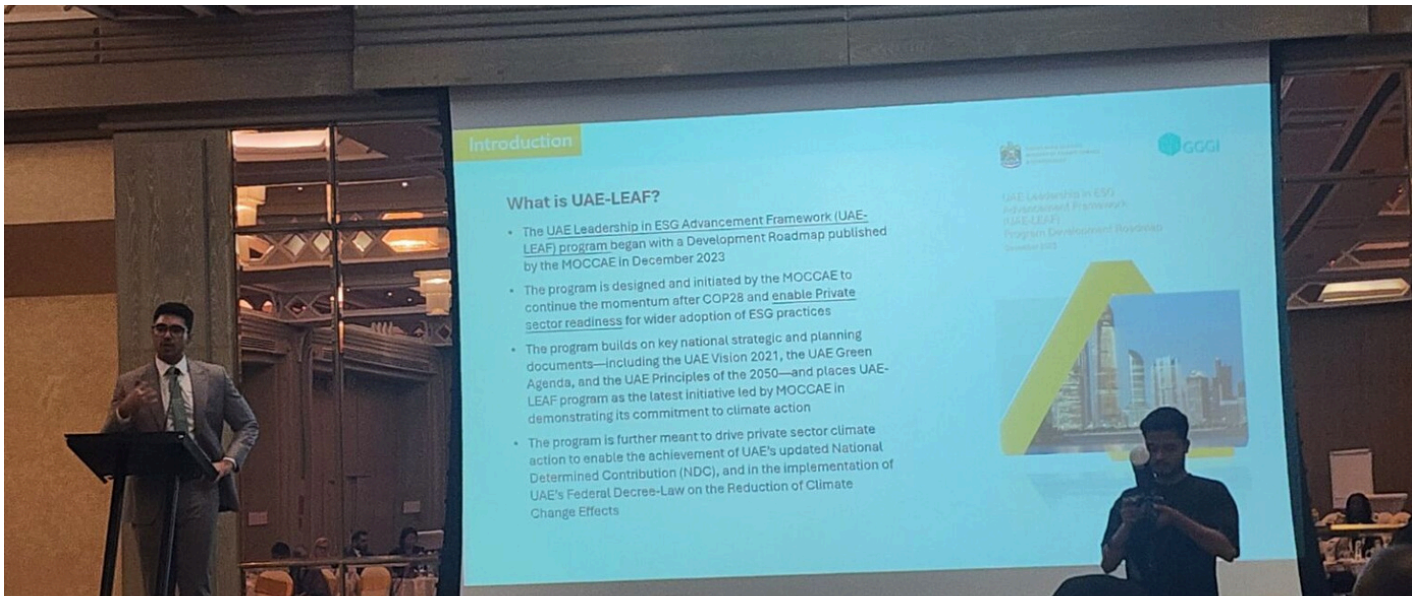 Introduction
What is UAE-LEAF?
• The UAE Leadership in ESG Advancement Framework (UAE-
LEAF) program began with a Development Roadmap published
by the MOCCAE in December 2023
• The program is designed and initiated by the MOCCAE to
continue the momentum after COP28 and enable Private
sector readiness for wider adoption of ESG practices
• The program builds on key national strategic and planning
documents—including the UAE Vision 2021, the UAE Green
Agenda, and the UAE Principles of the 2050—and places UAE-
LEAF program as the latest initiative led by MOCCAE in
demonstrating its commitment to climate action
• The program is further meant to drive private sector climate
action to enable the achievement of UAE's updated National
Determined Contribution (NDC), and in the implementation of
UAE's Federal Decree-Law on the Reduction of Climate
Change Effects
GGGI
UAE Leadership in ESG
Advancement Framework
(UAE-LEAF)
Program Development Roadmap